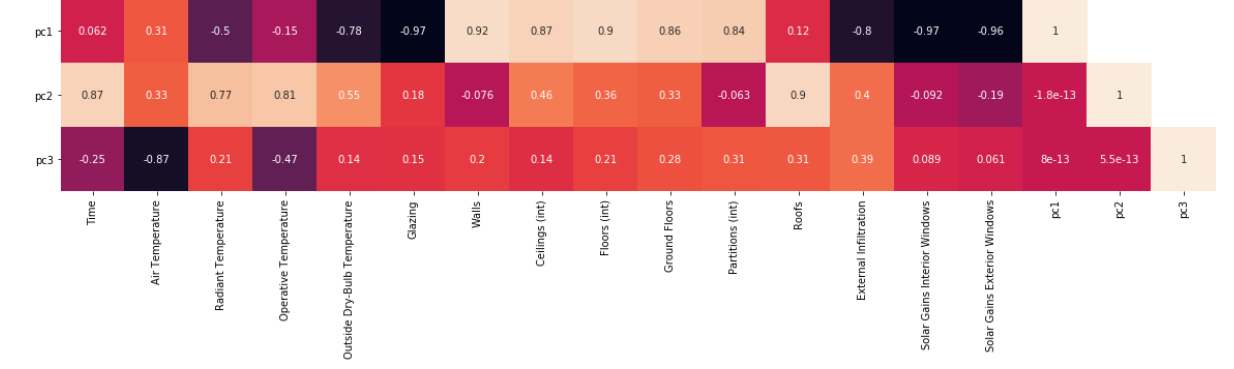 pc1 0.062 0.31 -0.5 -0.15 -0.78 -0.97 0.92 0.87 0.9 0.86 0.84 0.12 -0.8 -0.97 -0.96 1
pc2 0.87 0.33 0.77 0.81 0.55 0.18 -0.076 0.46 0.36 0.33 -0.063 0.9 0.4 -0.092 -0.19 -1.8e-13 1
pc3 -0.25 -0.87 0.21 -0.47 0.14 0.15 0.2 0.14 0.21 0.28 0.31 0.31 0.39 0.089 0.061 8e-13 5.5e-13 1
Time
Air Temperature
Radiant Temperature
Operative Temperature
Outside Dry-Bulb Temperature
Glazing
Walls
Ceilings (int)
Floors (int)
Ground Floors
Partitions (int)
Roofs
External Infiltration
Solar Gains Interior Windows
Solar Gains Exterior Windows
pc1
pc2
pc3